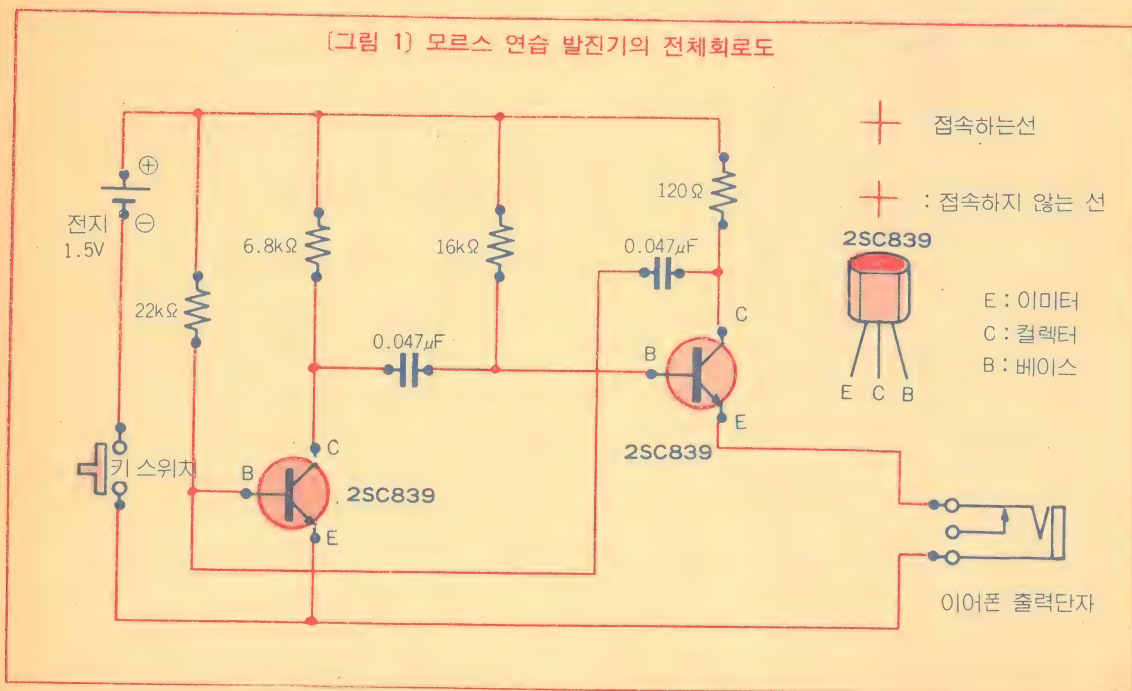 (그림 1) 모르스 연습 발진기의 전체회로도
접속하는선
: 접속하지 않는 선
2SC839
E : 이미터
C : 컬렉터
B : 베이스
E C B
⊕
전지
⊖
1.5V
22kΩ
6.8kΩ
16kΩ
120Ω
0.047μF
0.047μF
C
B
E
2SC839
키 스위치
C
B
E
2SC839
이어폰 출력단자